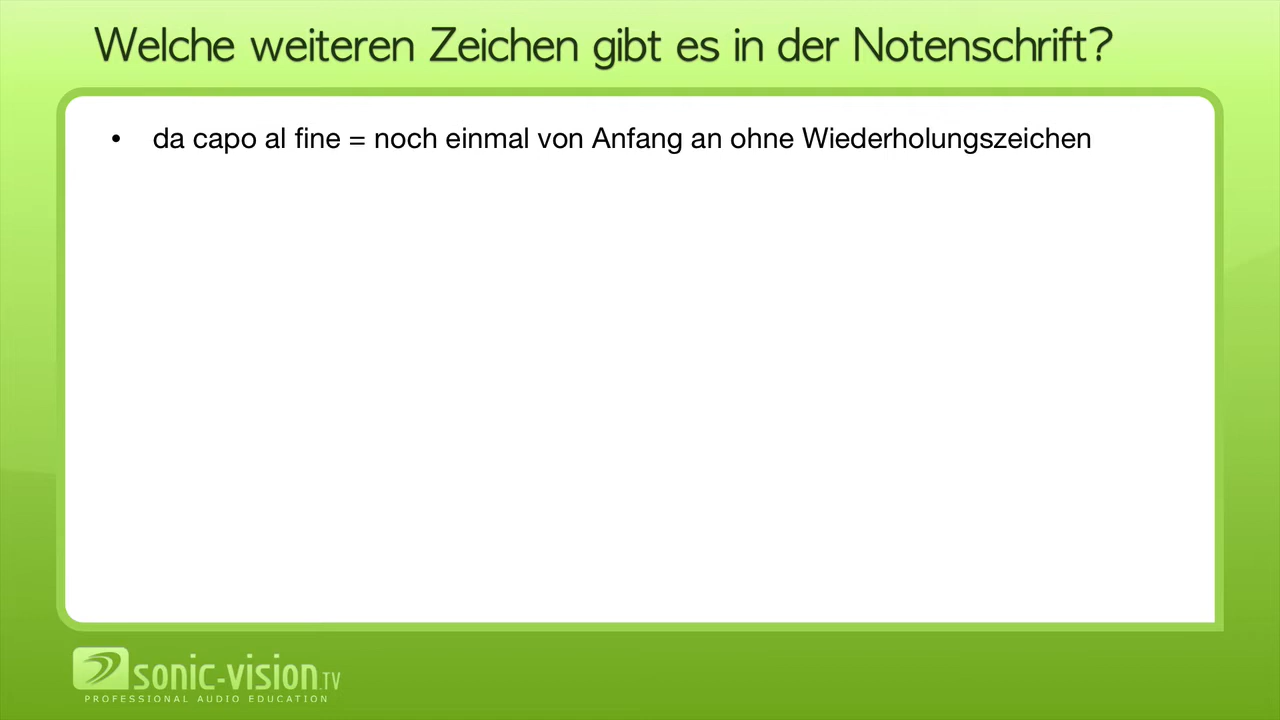 Welche weiteren Zeichen gibt es in der Notenschrift?
• da capo al fine = noch einmal von Anfang an ohne Wiederholungszeichen
sonic-vision.TV
PROFESSIONAL AUDIO EDUCATION